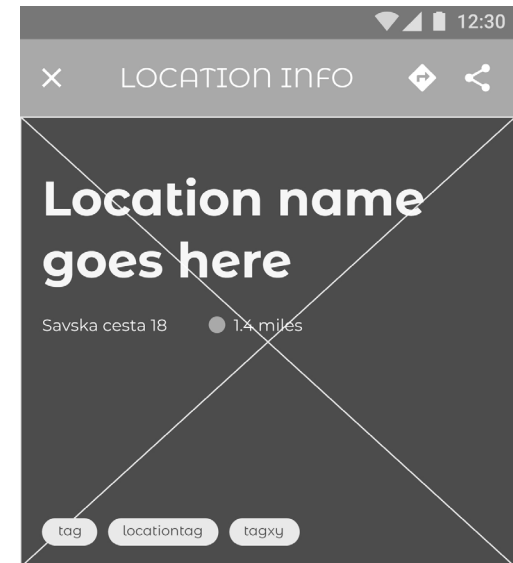 12:30
LOCATION INFO
Location name
goes here
Savska cesta 18 1.4 miles
tag locationtag tagxy